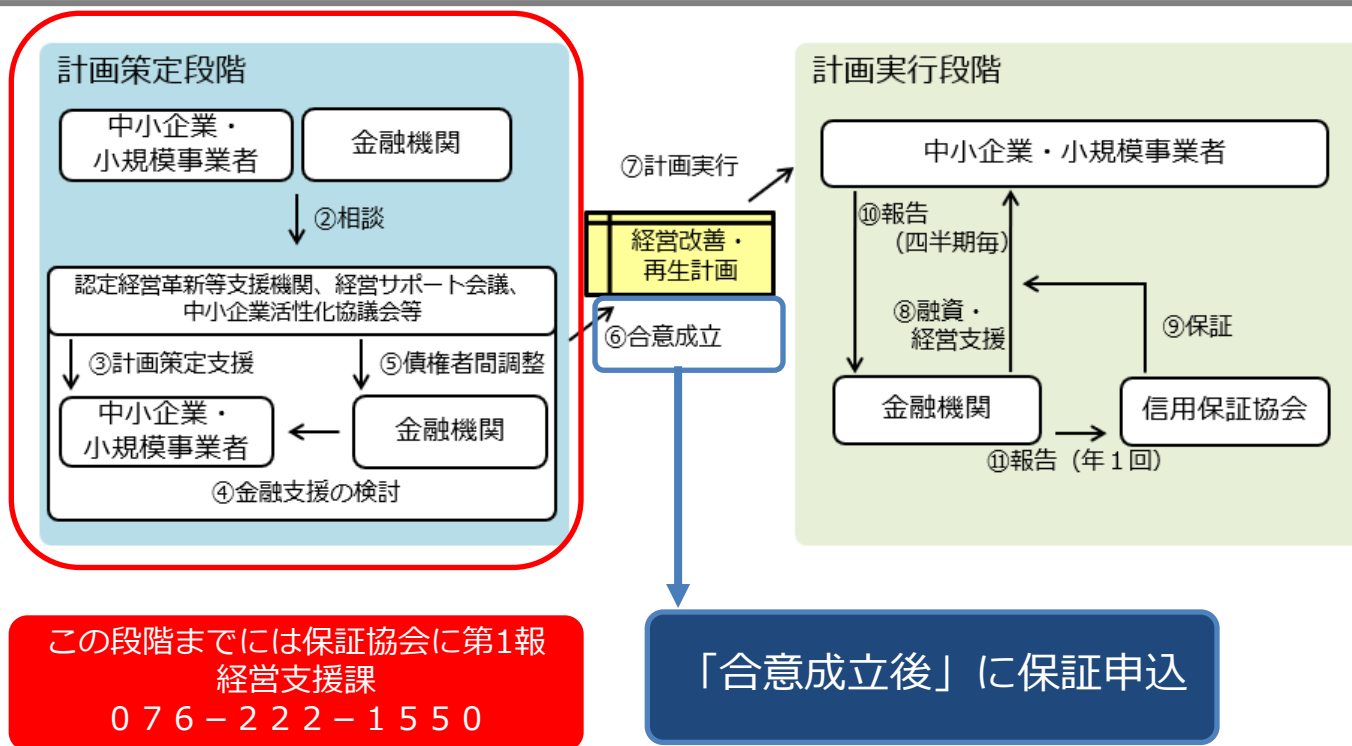 計画策定段階
中小企業・
小規模事業者
金融機関
②相談
認定経営革新等支援機関、経営サポート会議、
中小企業活性化協議会等
③計画策定支援
⑤債権者間調整
中小企業・
小規模事業者
金融機関
④金融支援の検討
⑦計画実行
経営改善・
再生計画
⑥合意成立
計画実行段階
中小企業・小規模事業者
⑩報告
(四半期毎)
⑧融資・
経営支援
⑨保証
金融機関
信用保証協会
⑪報告（年１回）
この段階までには保証協会に第1報
経営支援課
０７６－２２２－１５５０
「合意成立後」に保証申込